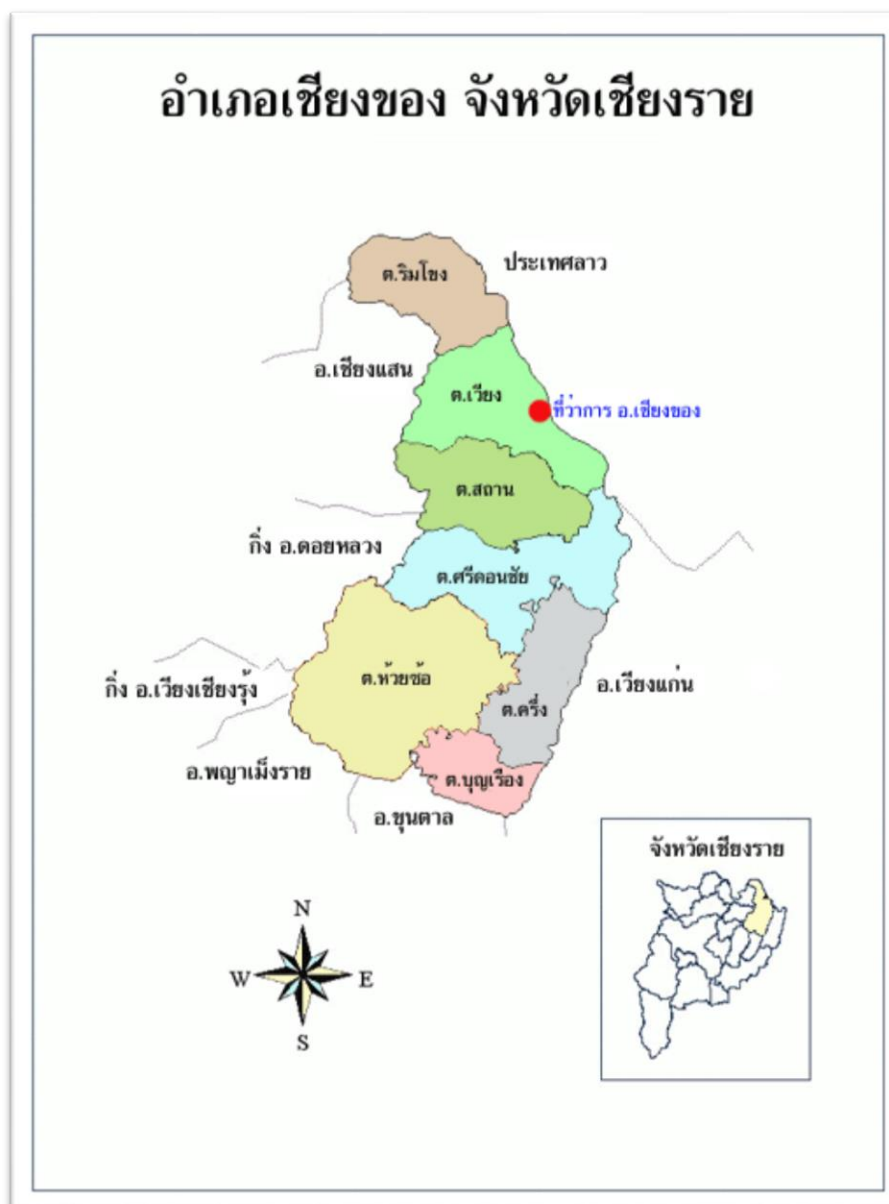 อำเภอเชียงของ จังหวัดเชียงราย
ต.ริมโขง
ประเทศลาว
อ.เชียงแสน
ต.เวียง
ที่ว่าการ อ.เชียงของ
ต.สถาน
กิ่ง อ.ดอยหลวง
ต.ศรีดอนชัย
ต.ห้วยซ้อ
กิ่ง อ.เวียงเชียงรุ้ง
อ.เวียงแก่น
ต.ครึ่ง
อ.พญาเม็งราย
ต.บุญเรือง
อ.ขุนตาล
จังหวัดเชียงราย
N
W E
S